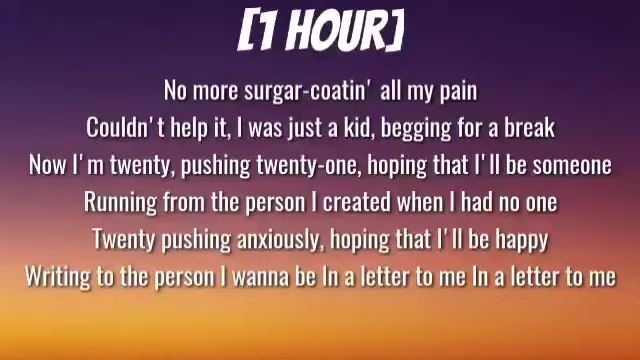 [1 HOUR]
No more surgar-coatin' all my pain
Couldn't help it, I was just a kid, begging for a break
Now I'm twenty, pushing twenty-one, hoping that I'll be someone
Running from the person I created when I had no one
Twenty pushing anxiously, hoping that I'll be happy
Writing to the person I wanna be In a letter to me In a letter to me